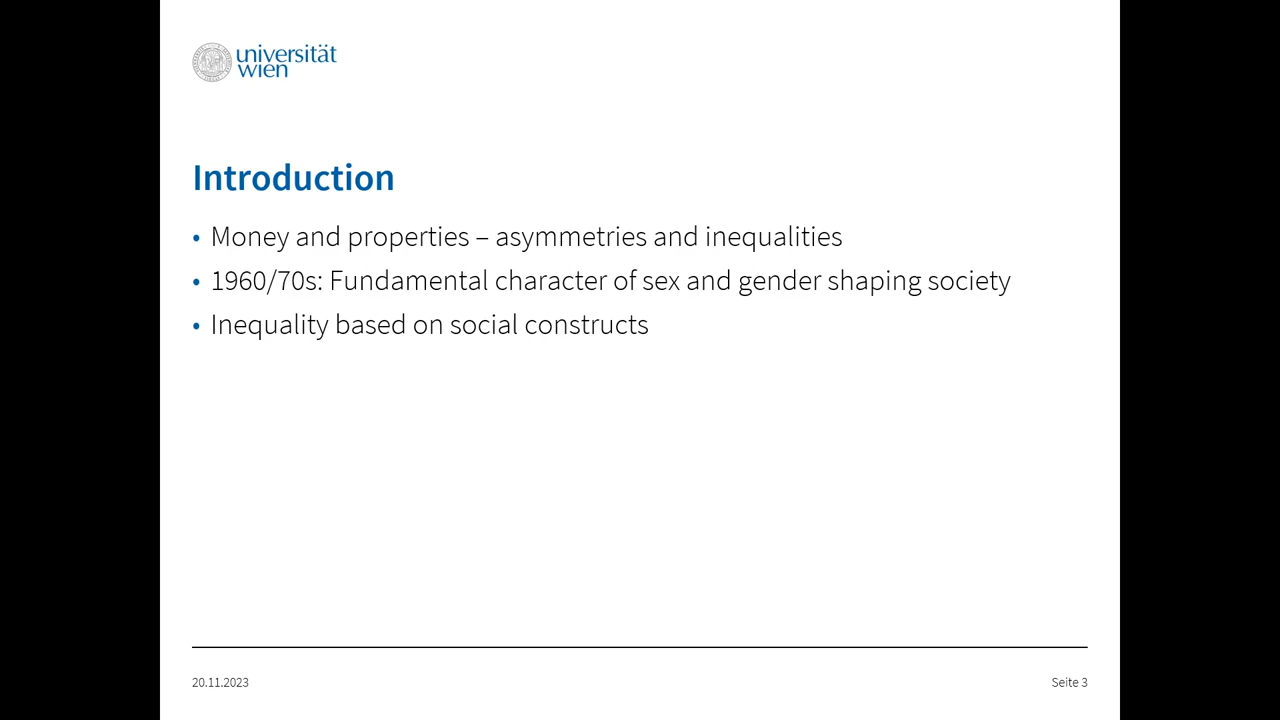 universität
wien
Introduction
• Money and properties – asymmetries and inequalities
• 1960/70s: Fundamental character of sex and gender shaping society
• Inequality based on social constructs
20.11.2023
Seite 3